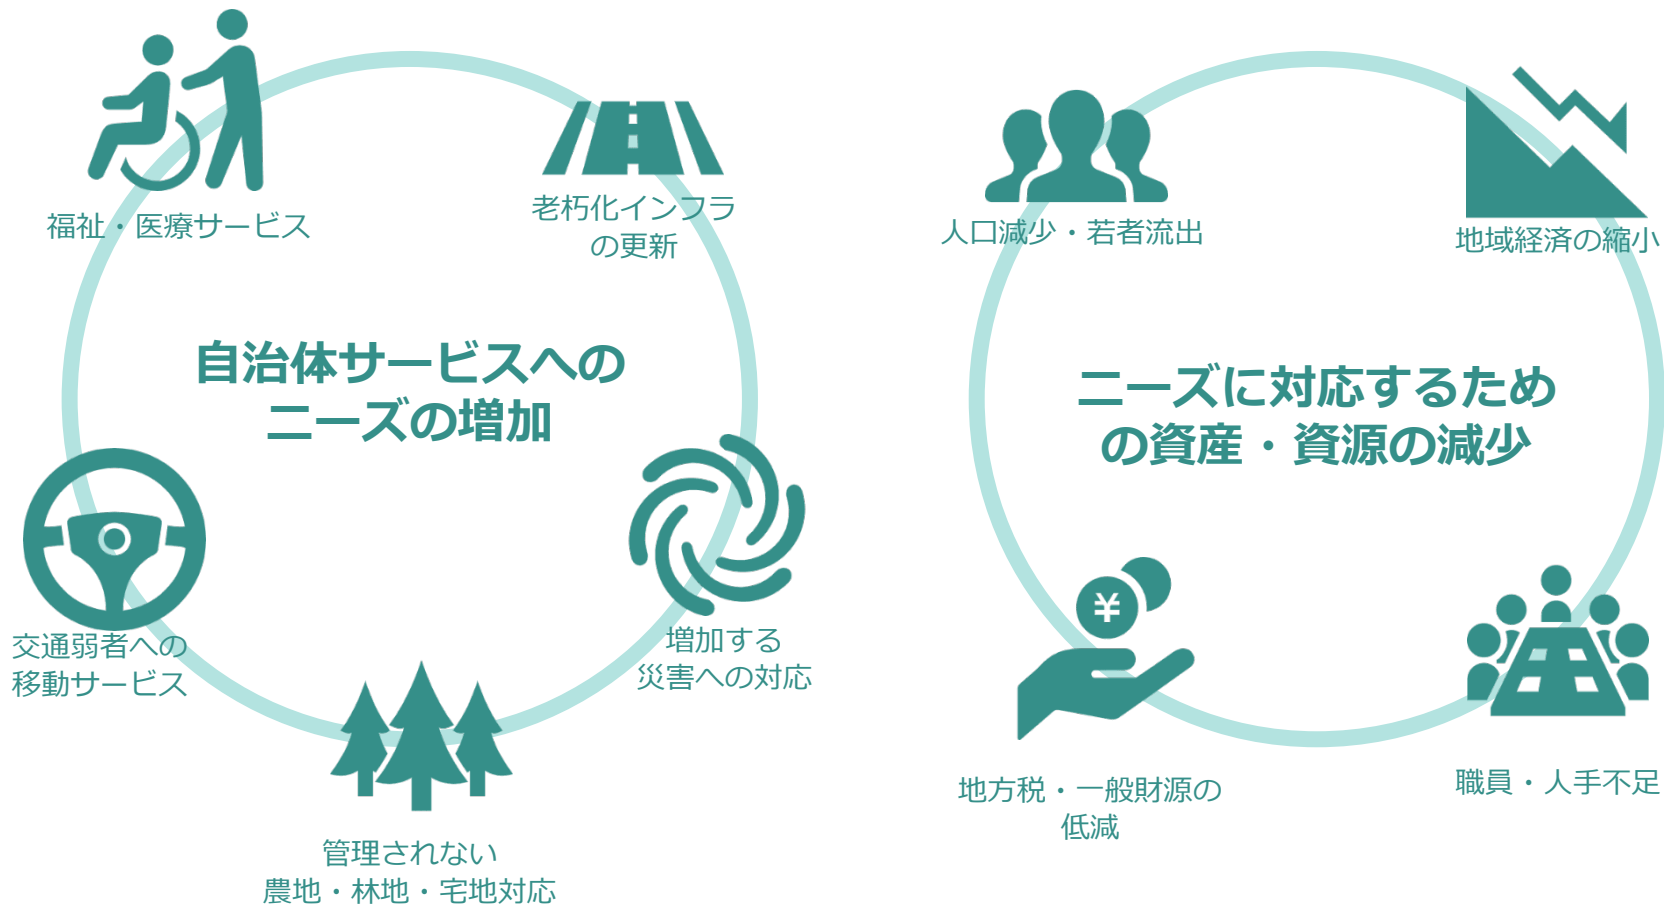 福祉・医療サービス
老朽化インフラ
の更新
自治体サービスへの
ニーズの増加
交通弱者への
移動サービス
増加する
災害への対応
管理されない
農地・林地・宅地対応
人口減少・若者流出
地域経済の縮小
ニーズに対応するため
の資産・資源の減少
¥
地方税・一般財源の
低減
職員・人手不足